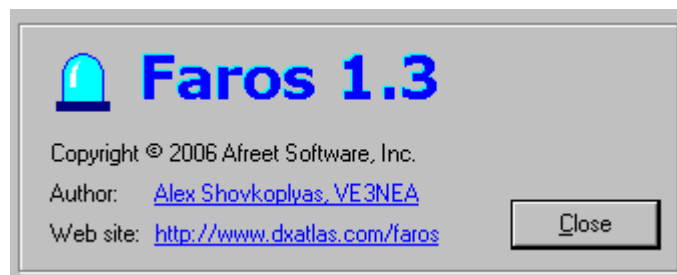 Faros 1.3
Copyright © 2006 Afreet Software, Inc.
Author: Alex Shovkoplyas, VE3NEA
Web site: http://www.dxatlas.com/faros
Close